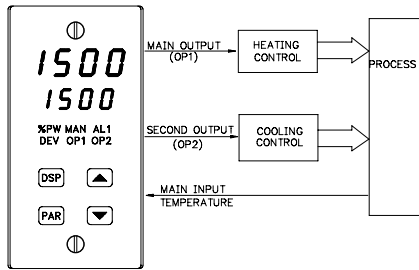 1500
1500
%PW MAN AL1
DEV OP1 OP2
DSP
PAR
MAIN OUTPUT
(OP1)
HEATING
CONTROL
PROCESS
SECOND OUTPUT
(OP2)
COOLING
CONTROL
MAIN INPUT
TEMPERATURE